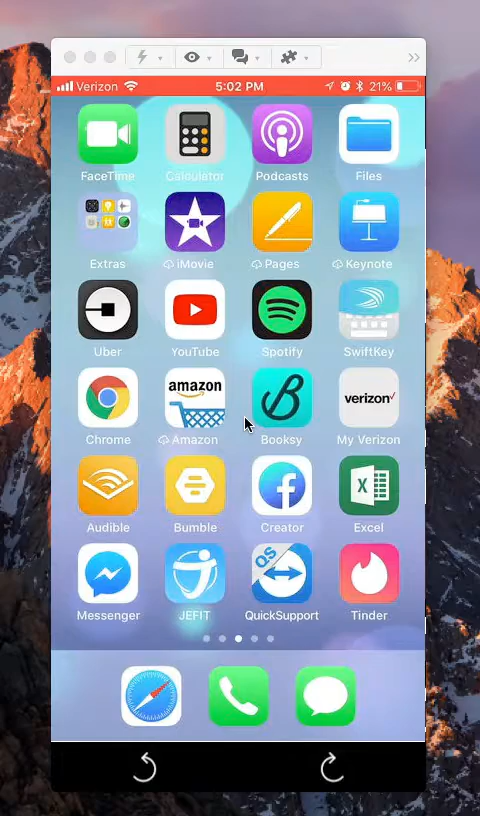 Verizon 5:02 PM 21%
FaceTime Calculator Podcasts Files
Extras iMovie Pages Keynote
Uber YouTube Spotify SwiftKey
amazon B verizon✓
Chrome Amazon Booksy My Verizon
X
Audible Bumble Creator Excel
QS
Messenger JEFIT QuickSupport Tinder